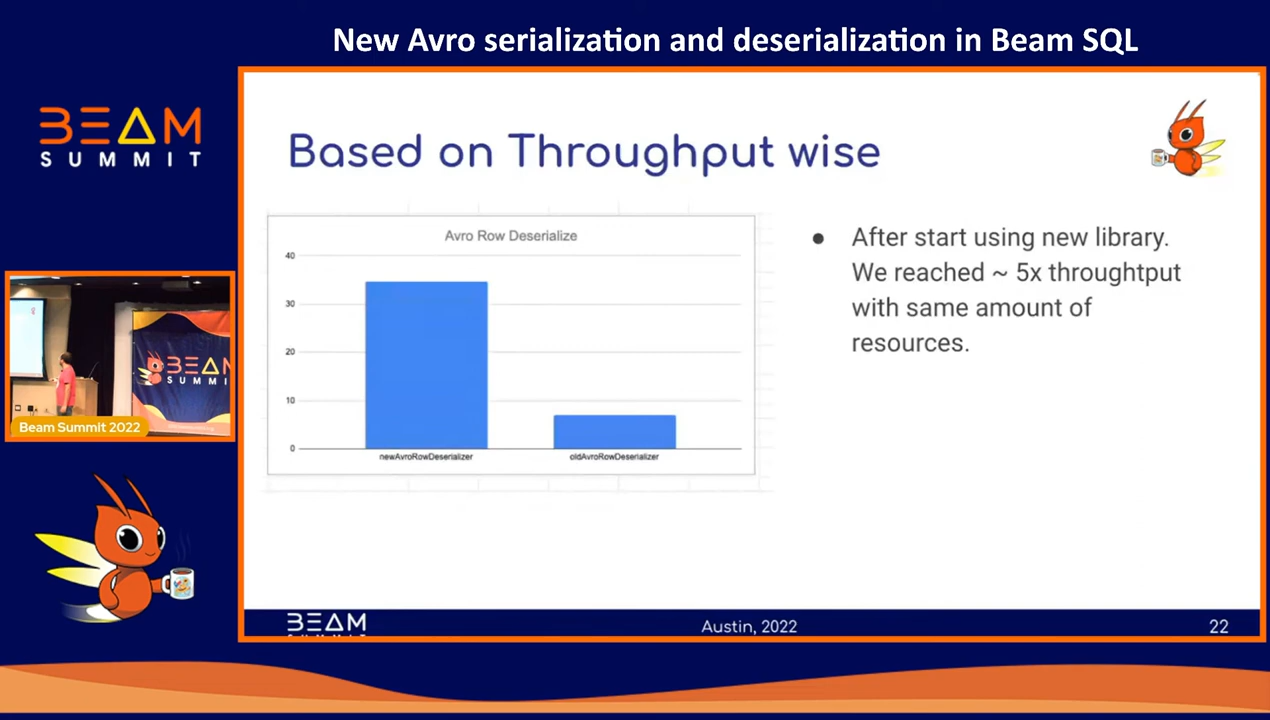 New Avro serialization and deserialization in Beam SQL
BEAM
SUMMIT
Based on Throughput wise
Avro Row Deserialize
40
30
20
10
0
newAvroRowDeserializer
oldAvroRowDeserializer
● After start using new library.
We reached ~ 5x throughtput
with same amount of
resources.
BEAM
SUMMI
Beam Summit 2022
BEAM
Austin, 2022
22